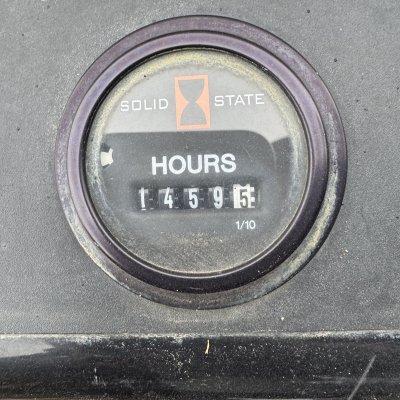 SOLID STATE
HOURS
14595
1/10